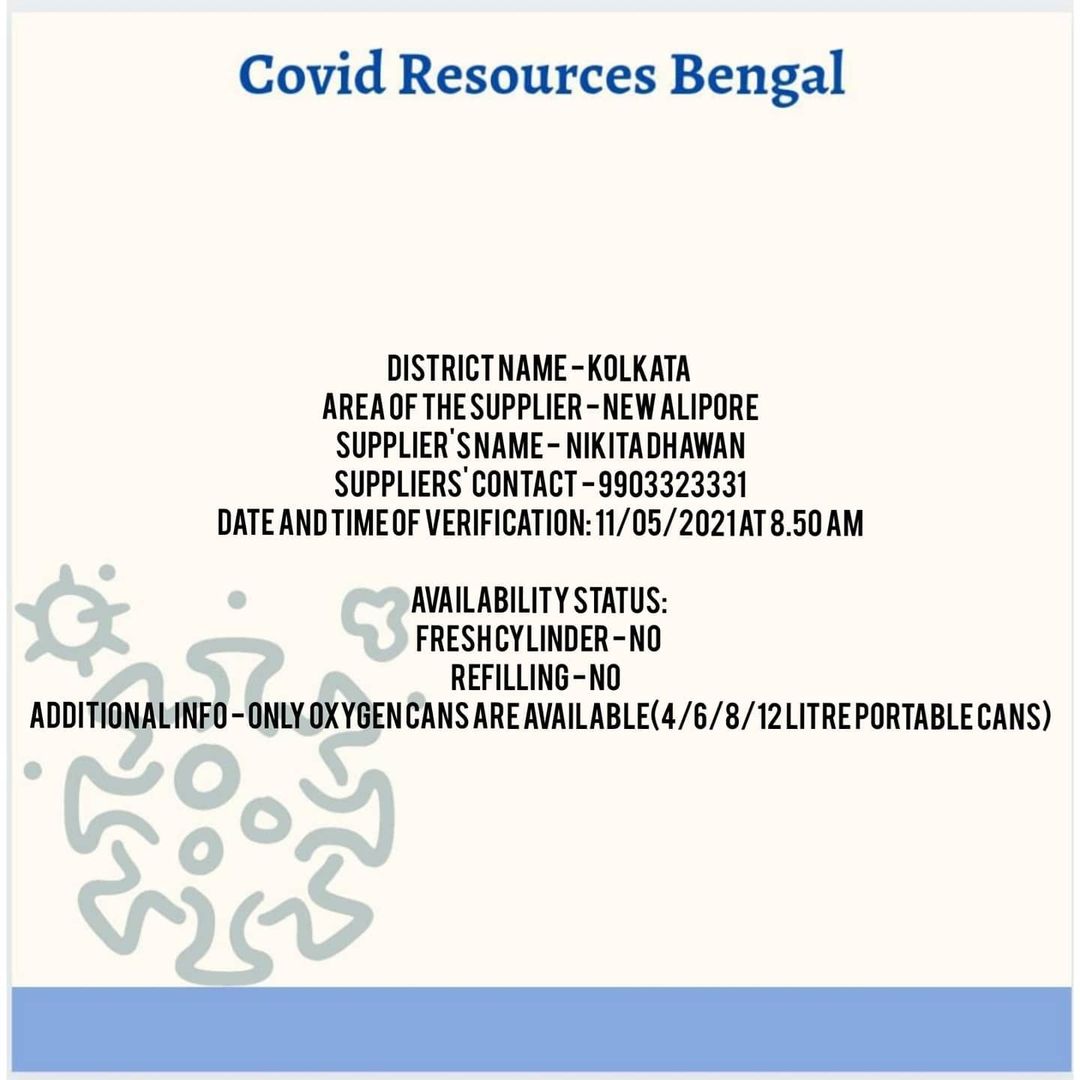 Covid Resources Bengal
DISTRICT NAME - KOLKATA
AREA OF THE SUPPLIER - NEW ALIPORE
SUPPLIER'S NAME - NIKITA DHAWAN
SUPPLIERS' CONTACT - 9903323331
DATE AND TIME OF VERIFICATION: 11/05/2021 AT 8.50 AM
AVAILABILITY STATUS:
FRESH CYLINDER - NO
REFILLING - NO
ADDITIONAL INFO - ONLY OXYGEN CANS ARE AVAILABLE(4/6/8/12 LITRE PORTABLE CANS)